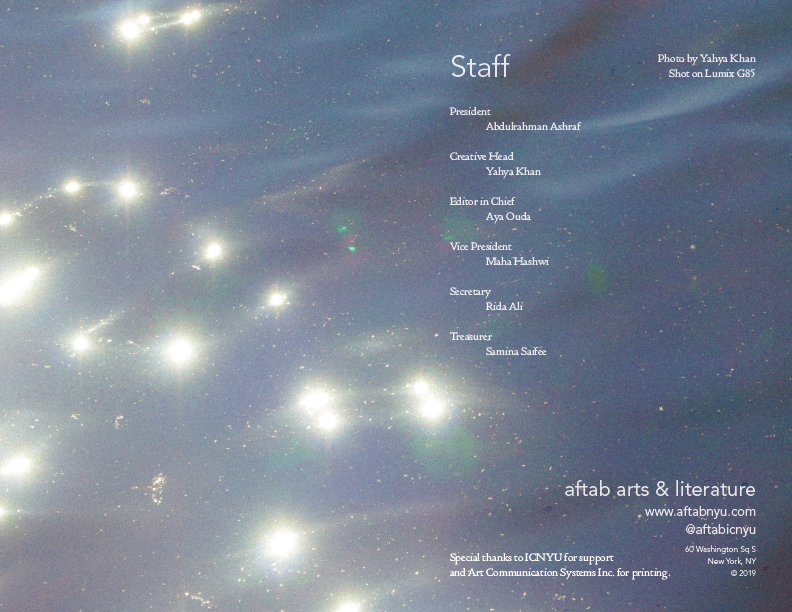 Staff
Photo by Yahya Khan
Shot on Lumix G85
President
Abdulrahman Ashraf
Creative Head
Yahya Khan
Editor in Chief
Aya Ouda
Vice President
Maha Hashwi
Secretary
Rida Ali
Treasurer
Samina Saifee
aftab arts & literature
www.aftabnyu.com
@aftabicnyu
60 Washington Sq S
New York, NY
© 2019
Special thanks to ICNYU for support
and Art Communication Systems Inc. for printing.